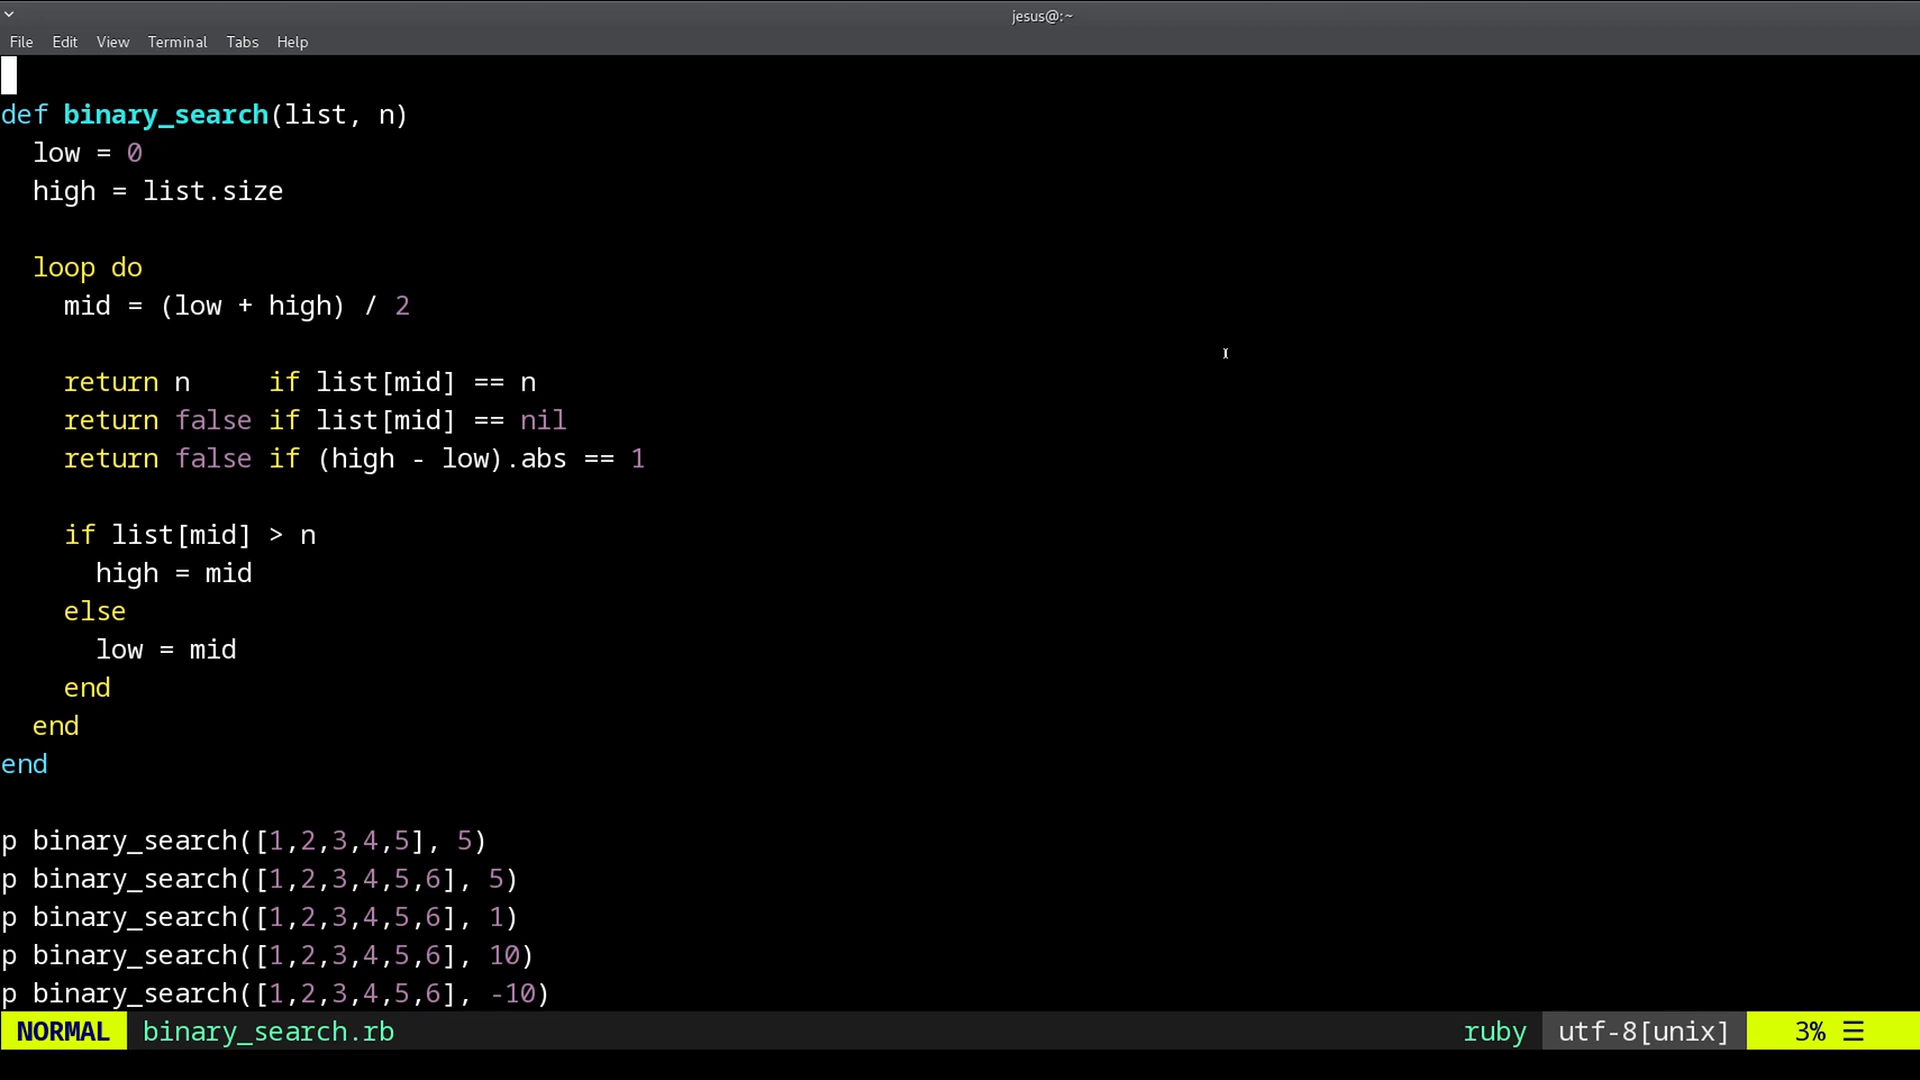 jesus@:~
File Edit View Terminal Tabs Help
def binary_search(list, n)
  low = 0
  high = list.size
  loop do
    mid = (low + high) / 2
    return n     if list[mid] == n
    return false if list[mid] == nil
    return false if (high - low).abs == 1
    if list[mid] > n
      high = mid
    else
      low = mid
    end
  end
end
p binary_search([1,2,3,4,5], 5)
p binary_search([1,2,3,4,5,6], 5)
p binary_search([1,2,3,4,5,6], 1)
p binary_search([1,2,3,4,5,6], 10)
p binary_search([1,2,3,4,5,6], -10)
NORMAL binary_search.rb ruby utf-8[unix] 3% ☰